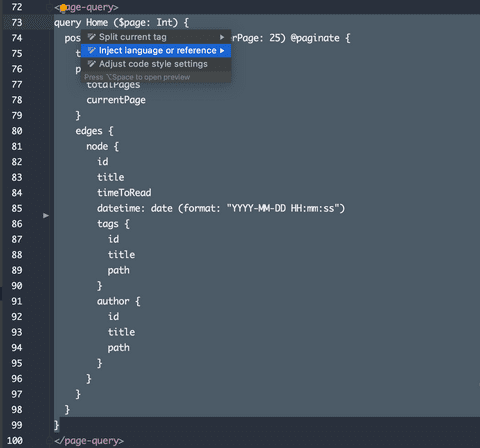 72 <page-query>
73 query Home ($page: Int) {
74 pos rPage: 25) @paginate {
Split current tag
75 t
Inject language or reference
76 p
Adjust code style settings
Press ⌥Space to open preview
77 totalPages
78 currentPage
79 }
80 edges {
81 node {
82 id
83 title
84 timeToRead
85 datetime: date (format: "YYYY-MM-DD HH:mm:ss")
86 tags {
87 id
88 title
89 path
90 }
91 author {
92 id
93 title
94 path
95 }
96 }
97 }
98 }
99 }
100 </page-query>